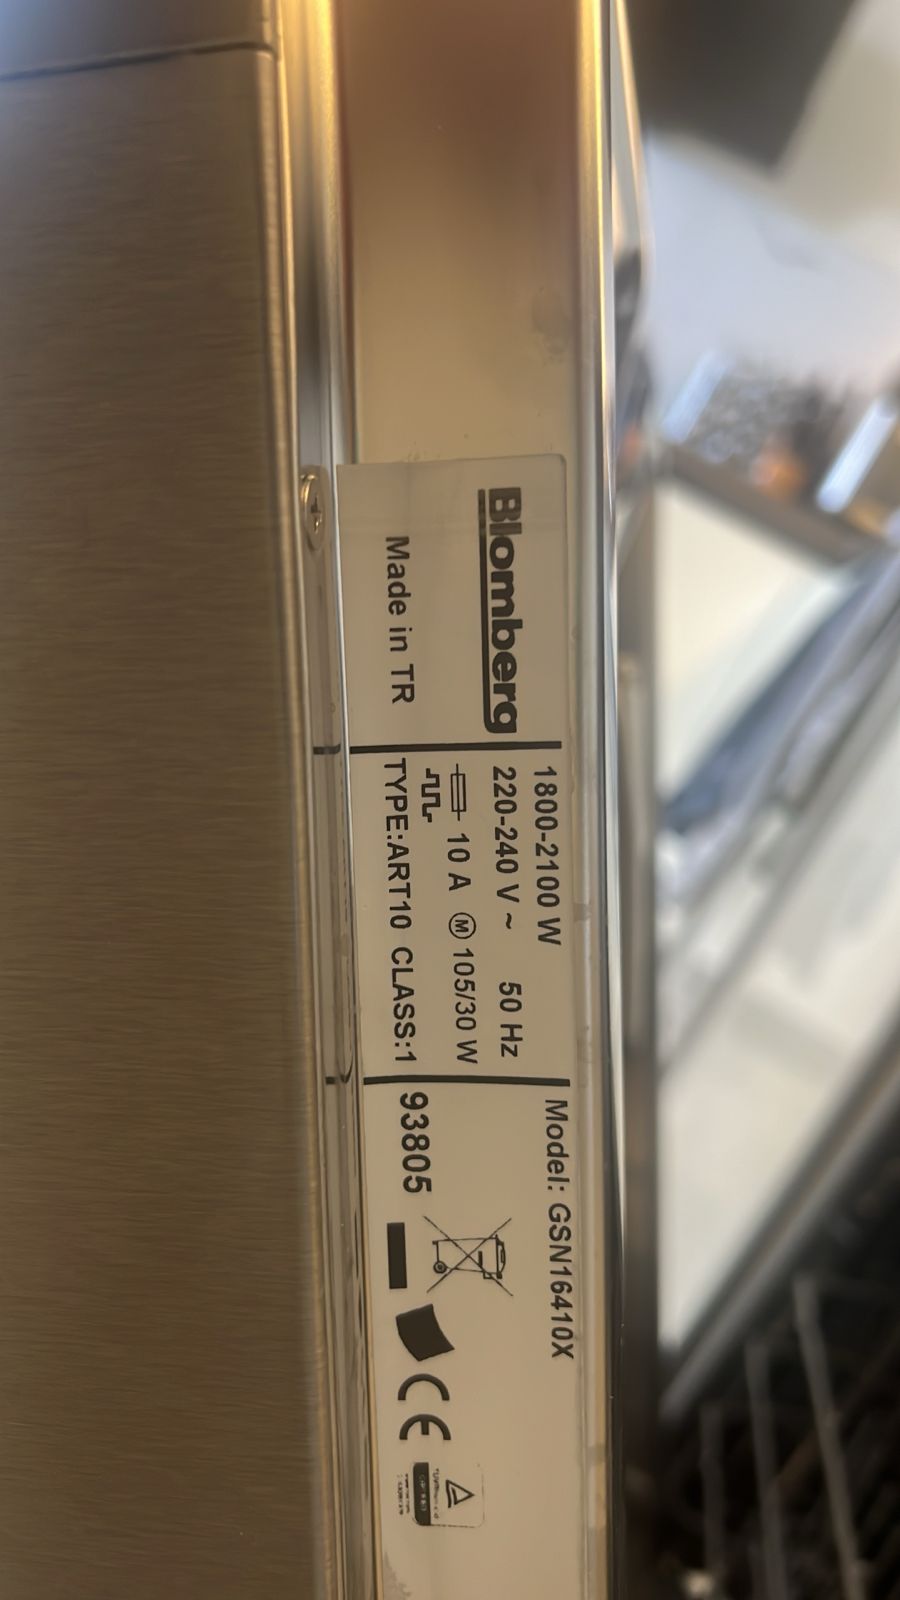 Blomberg
Made in TR
1800-2100 W
220-240 V ~ 50 Hz
10 A M 105/30 W
TYPE:ART10 CLASS:1
Model: GSN16410X
93805
CE